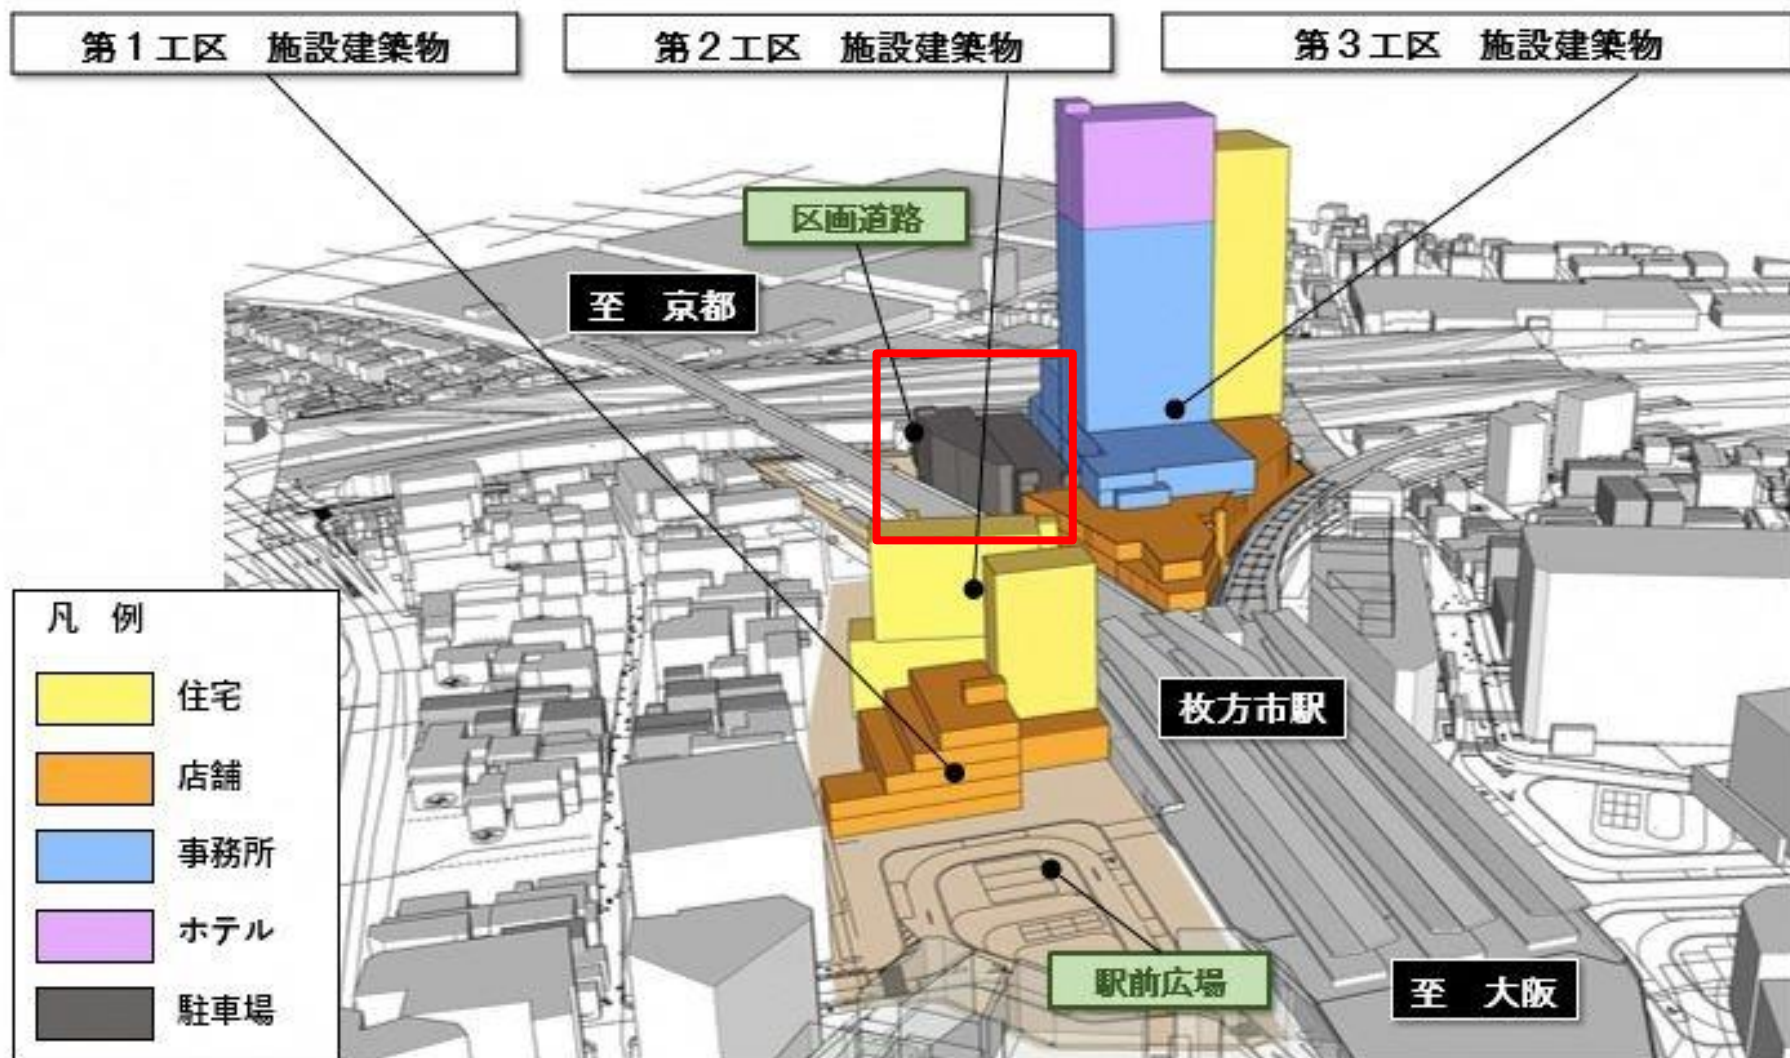 第1工区　施設建築物
第2工区　施設建築物
第3工区　施設建築物
区画道路
至　京都
枚方市駅
駅前広場
至　大阪
凡　例
住宅
店舗
事務所
ホテル
駐車場